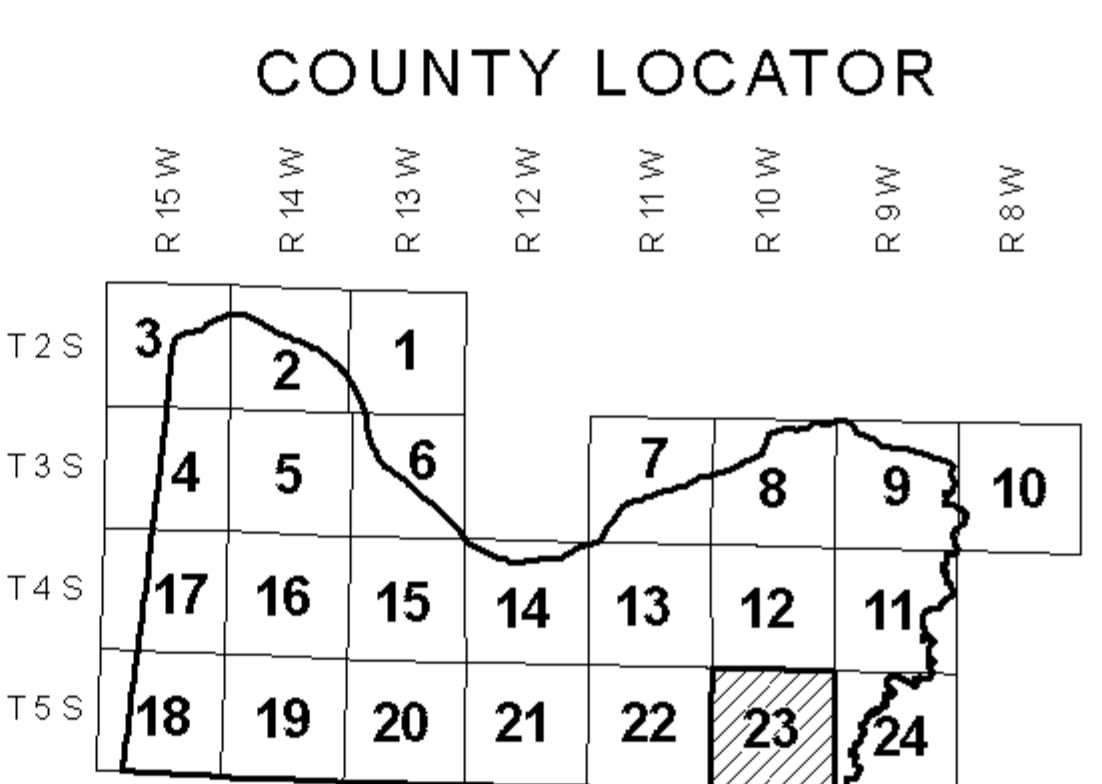 COUNTY LOCATOR
R 15 W R 14 W R 13 W R 12 W R 11 W R 10 W R 9 W R 8 W
T 2 S 3 2 1
T 3 S 4 5 6 7 8 9 10
T 4 S 17 16 15 14 13 12 11
T 5 S 18 19 20 21 22 23 24